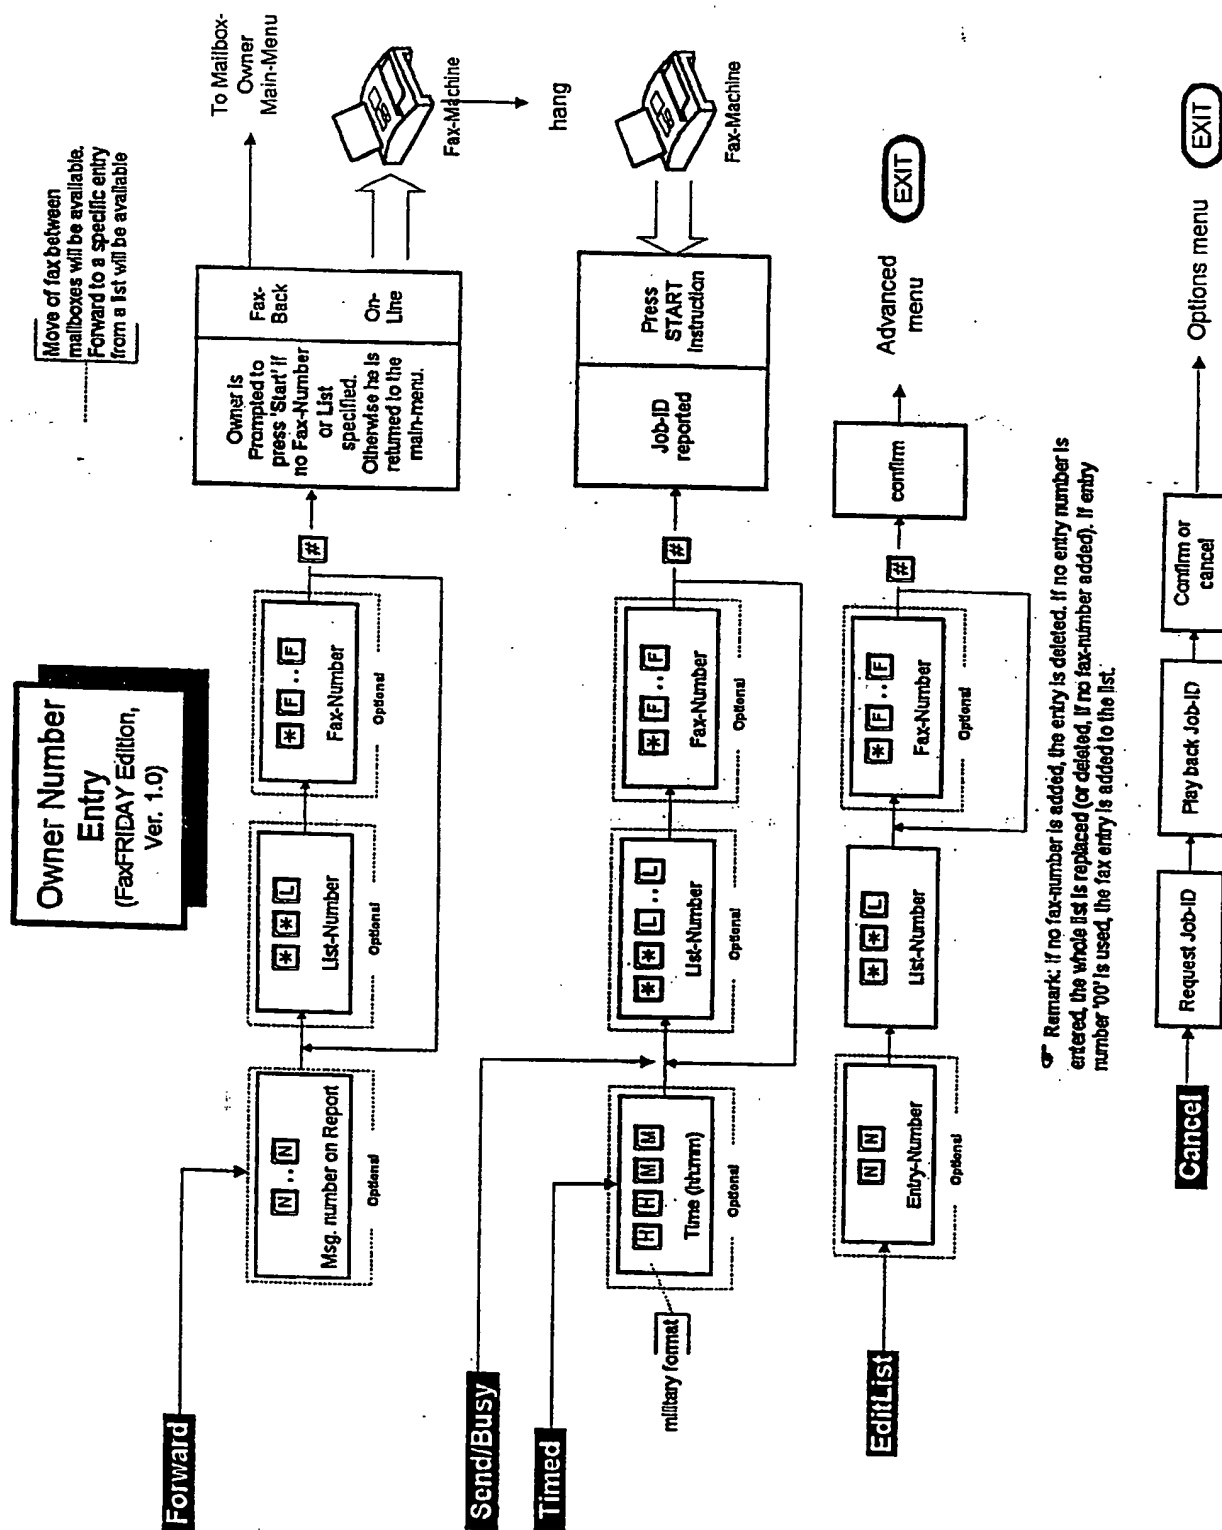 Owner Number
Entry
(FaxFRIDAY Edition,
Ver. 1.0)
Move of fax between
mailboxes will be available.
Forward to a specific entry
from a list will be available
Forward
N .. N
Msg. number on Report
Optional
* * L
List-Number
Optional
* F .. F
Fax-Number
Optional
#
Owner is
Prompted to
press 'Start' if
no Fax-Number
or List
specified.
Otherwise he is
returned to the
main-menu.
Fax-
Back
On-
Line
To Mailbox-
Owner
Main-Menu
Fax-Machine
hang
Send/Busy
Timed
military format
H H M M
Time (hh:mm)
Optional
* * L .. L
List-Number
Optional
* F .. F
Fax-Number
Optional
#
Job-ID
reported
Press
START
Instruction
Fax-Machine
EditList
N N
Entry-Number
Optional
* * L
List-Number
* F .. F
Fax-Number
Optional
#
confirm
Advanced
menu
EXIT
☞ Remark: If no fax-number is added, the entry is deleted. If no entry number is
entered, the whole list is replaced (or deleted, if no fax-number added). If entry
number '00' is used, the fax entry is added to the list.
Cancel
Request Job-ID
Play back Job-ID
Confirm or
cancel
Options menu
EXIT